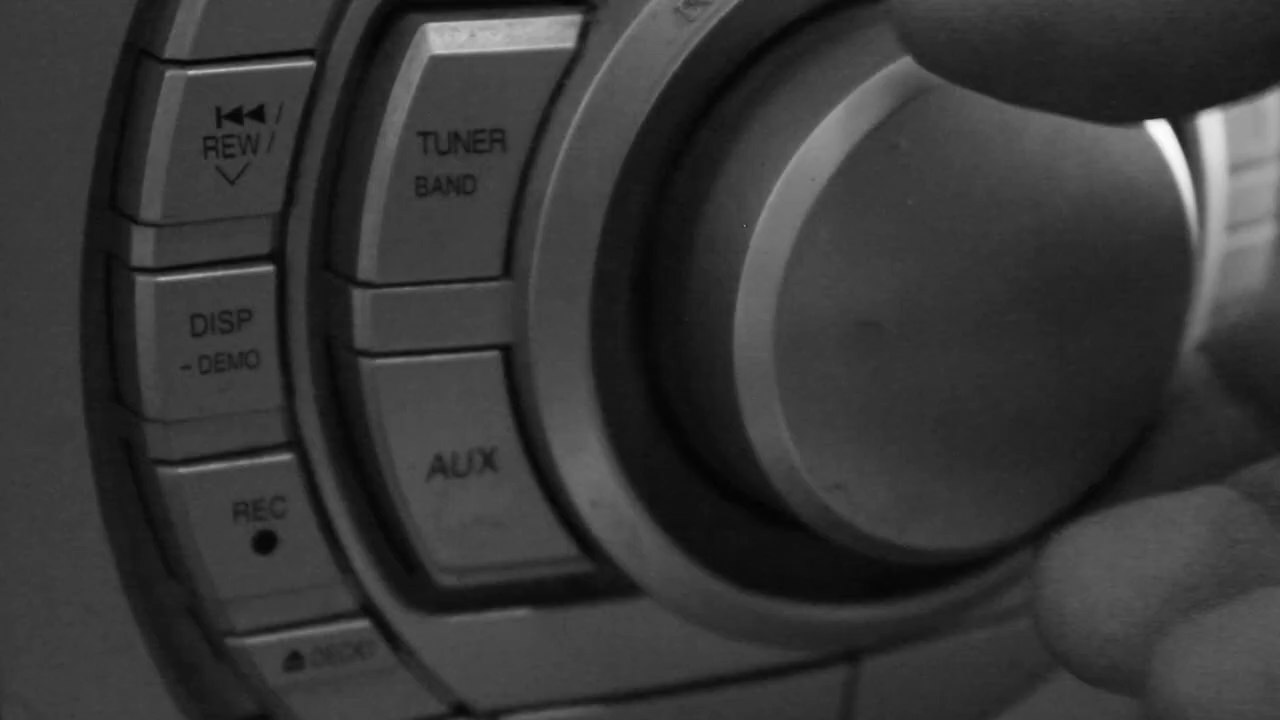 ⏮◀ /
REW /
TUNER
BAND
DISP
- DEMO
AUX
REC